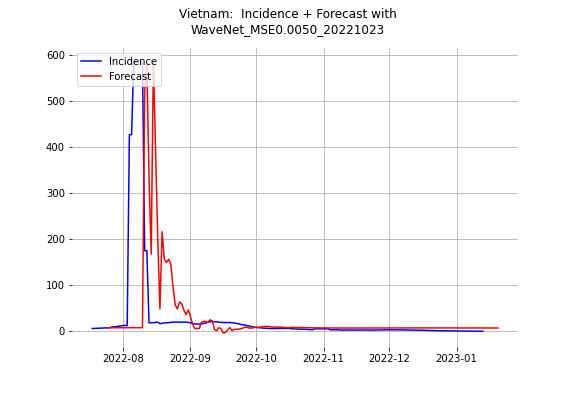 Vietnam:  Incidence + Forecast with
WaveNet_MSE0.0050_20221023
Incidence
Forecast
600
500
400
300
200
100
0
2022-08 2022-09 2022-10 2022-11 2022-12 2023-01